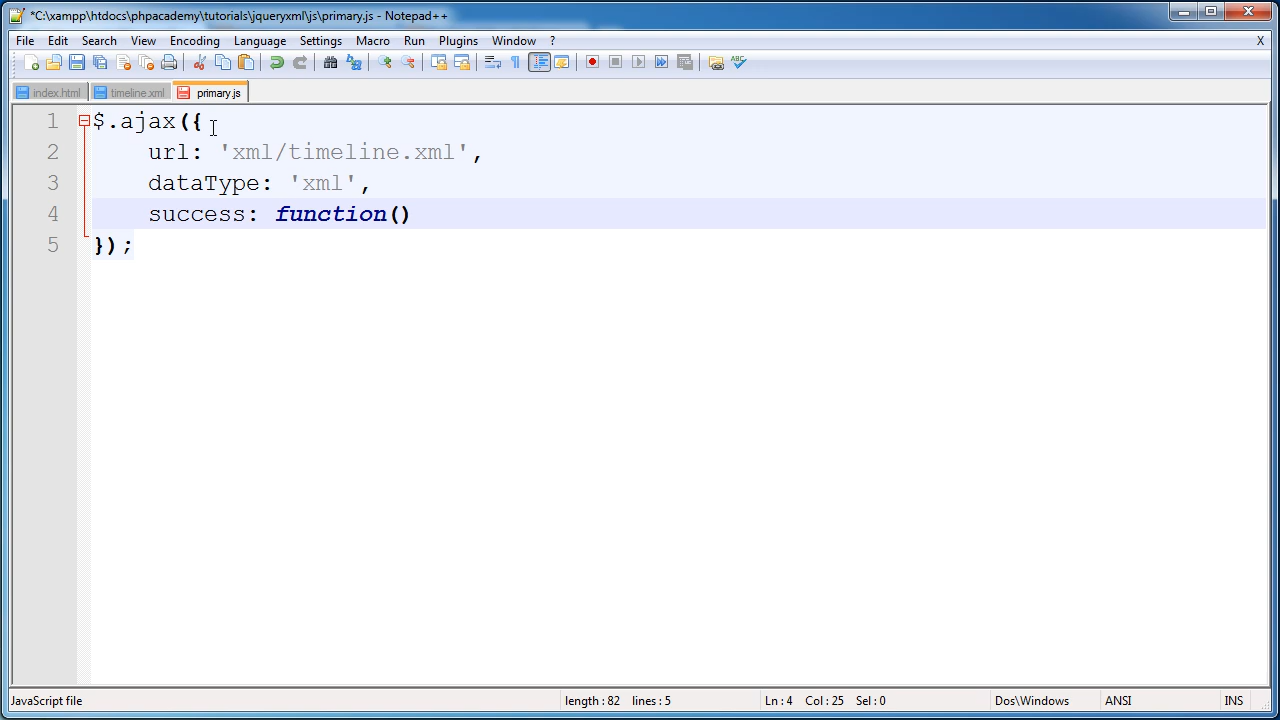 *C:\xampp\htdocs\phpacademy\tutorials\jqueryxml\js\primary.js - Notepad++
File Edit Search View Encoding Language Settings Macro Run Plugins Window ? X
index.html timeline.xml primary.js
1 $.ajax({
2 url: 'xml/timeline.xml',
3 dataType: 'xml',
4 success: function()
5 });
JavaScript file length : 82 lines : 5 Ln : 4 Col : 25 Sel : 0 Dos\Windows ANSI INS